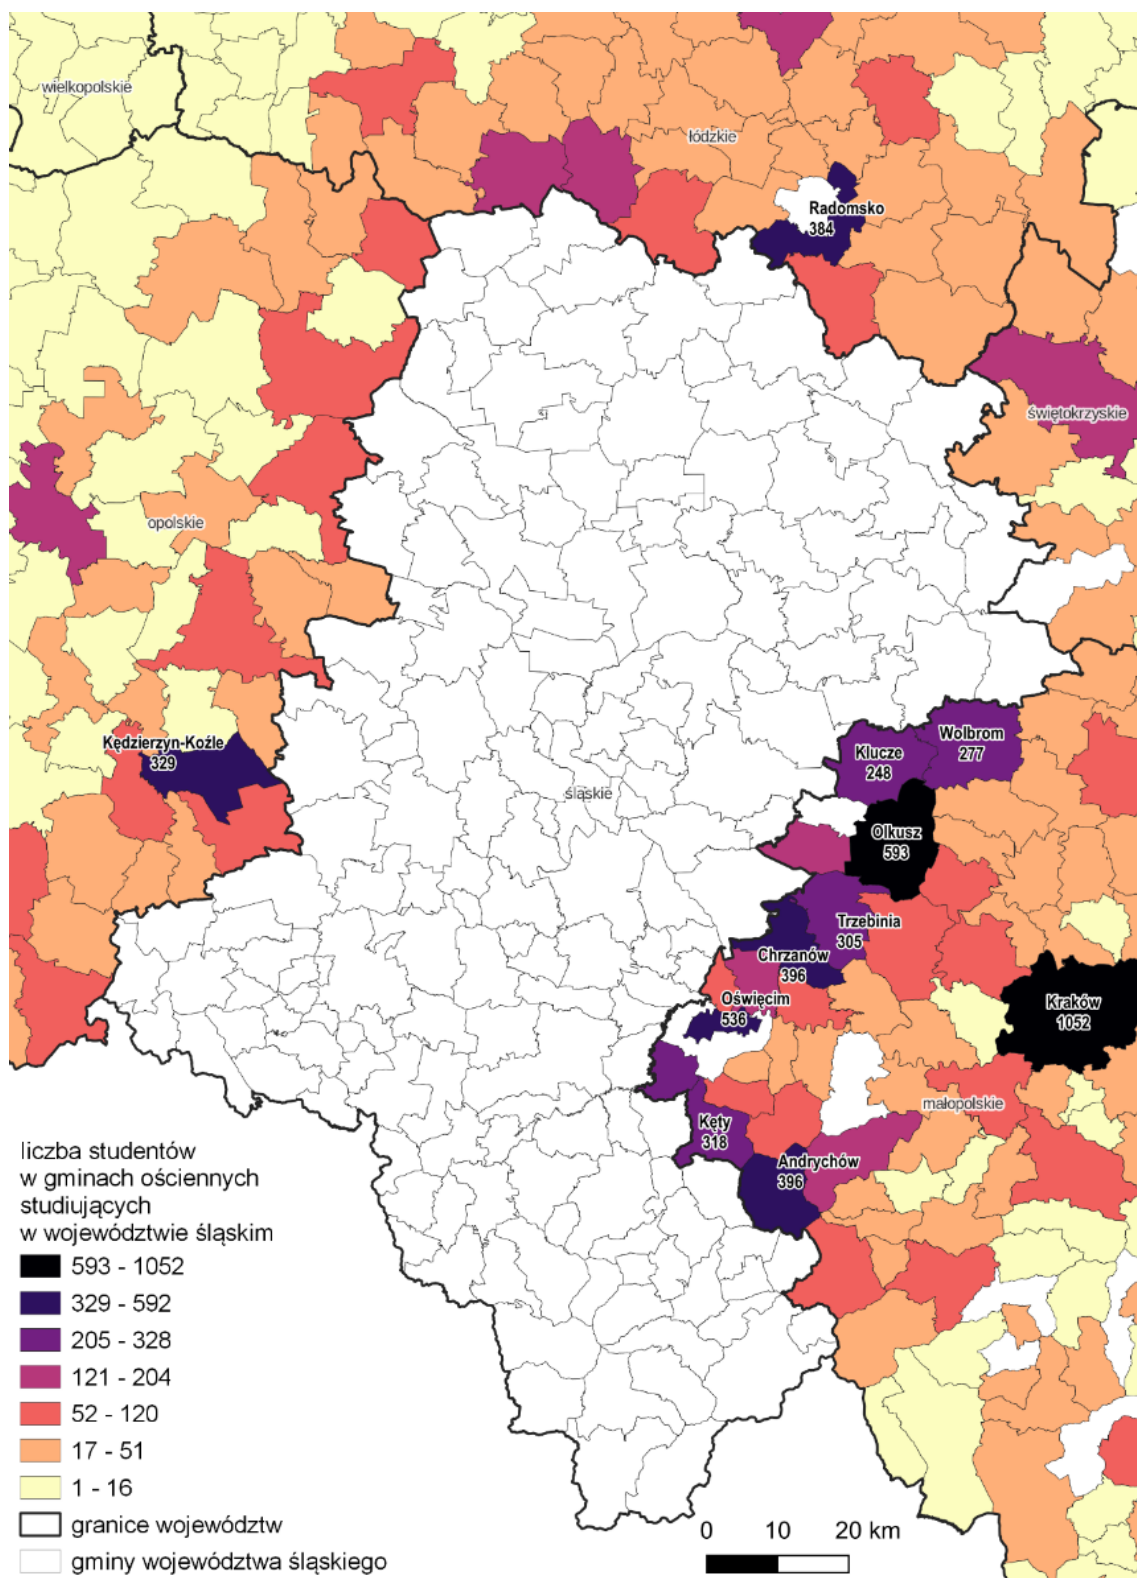 wielkopolskie
łódzkie
Radomsko
384
świętokrzyskie
opolskie
Wolbrom
277
Klucze
248
Kędzierzyn-Koźle
329
śląskie
Olkusz
593
Trzebinia
305
Chrzanów
396
Oświęcim
536
Kraków
1052
małopolskie
Kęty
318
Andrychów
396
liczba studentów
w gminach ościennych
studiujących
w województwie śląskim
593 - 1052
329 - 592
205 - 328
121 - 204
52 - 120
17 - 51
1 - 16
granice województw
gminy województwa śląskiego
0 10 20 km